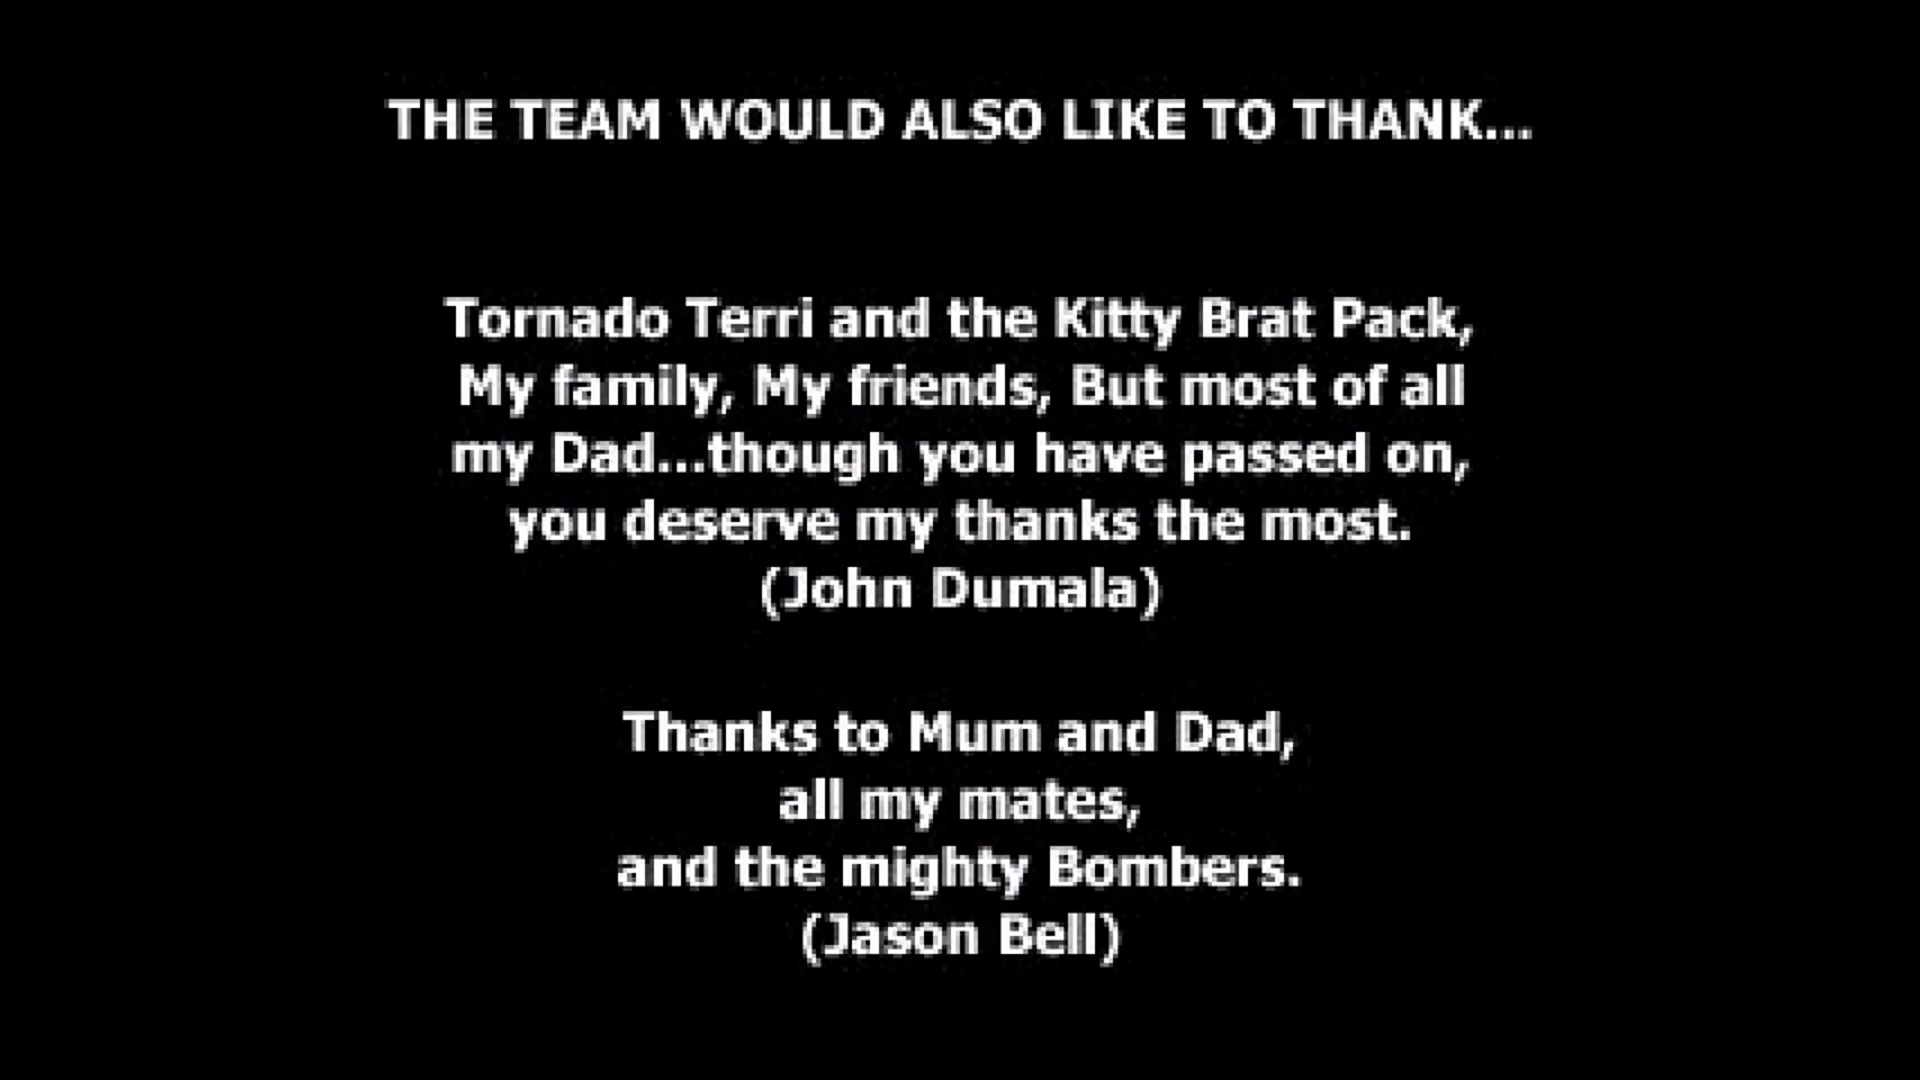 THE TEAM WOULD ALSO LIKE TO THANK...
Tornado Terri and the Kitty Brat Pack,
My family, My friends, But most of all
my Dad...though you have passed on,
you deserve my thanks the most.
(John Dumala)
Thanks to Mum and Dad,
all my mates,
and the mighty Bombers.
(Jason Bell)